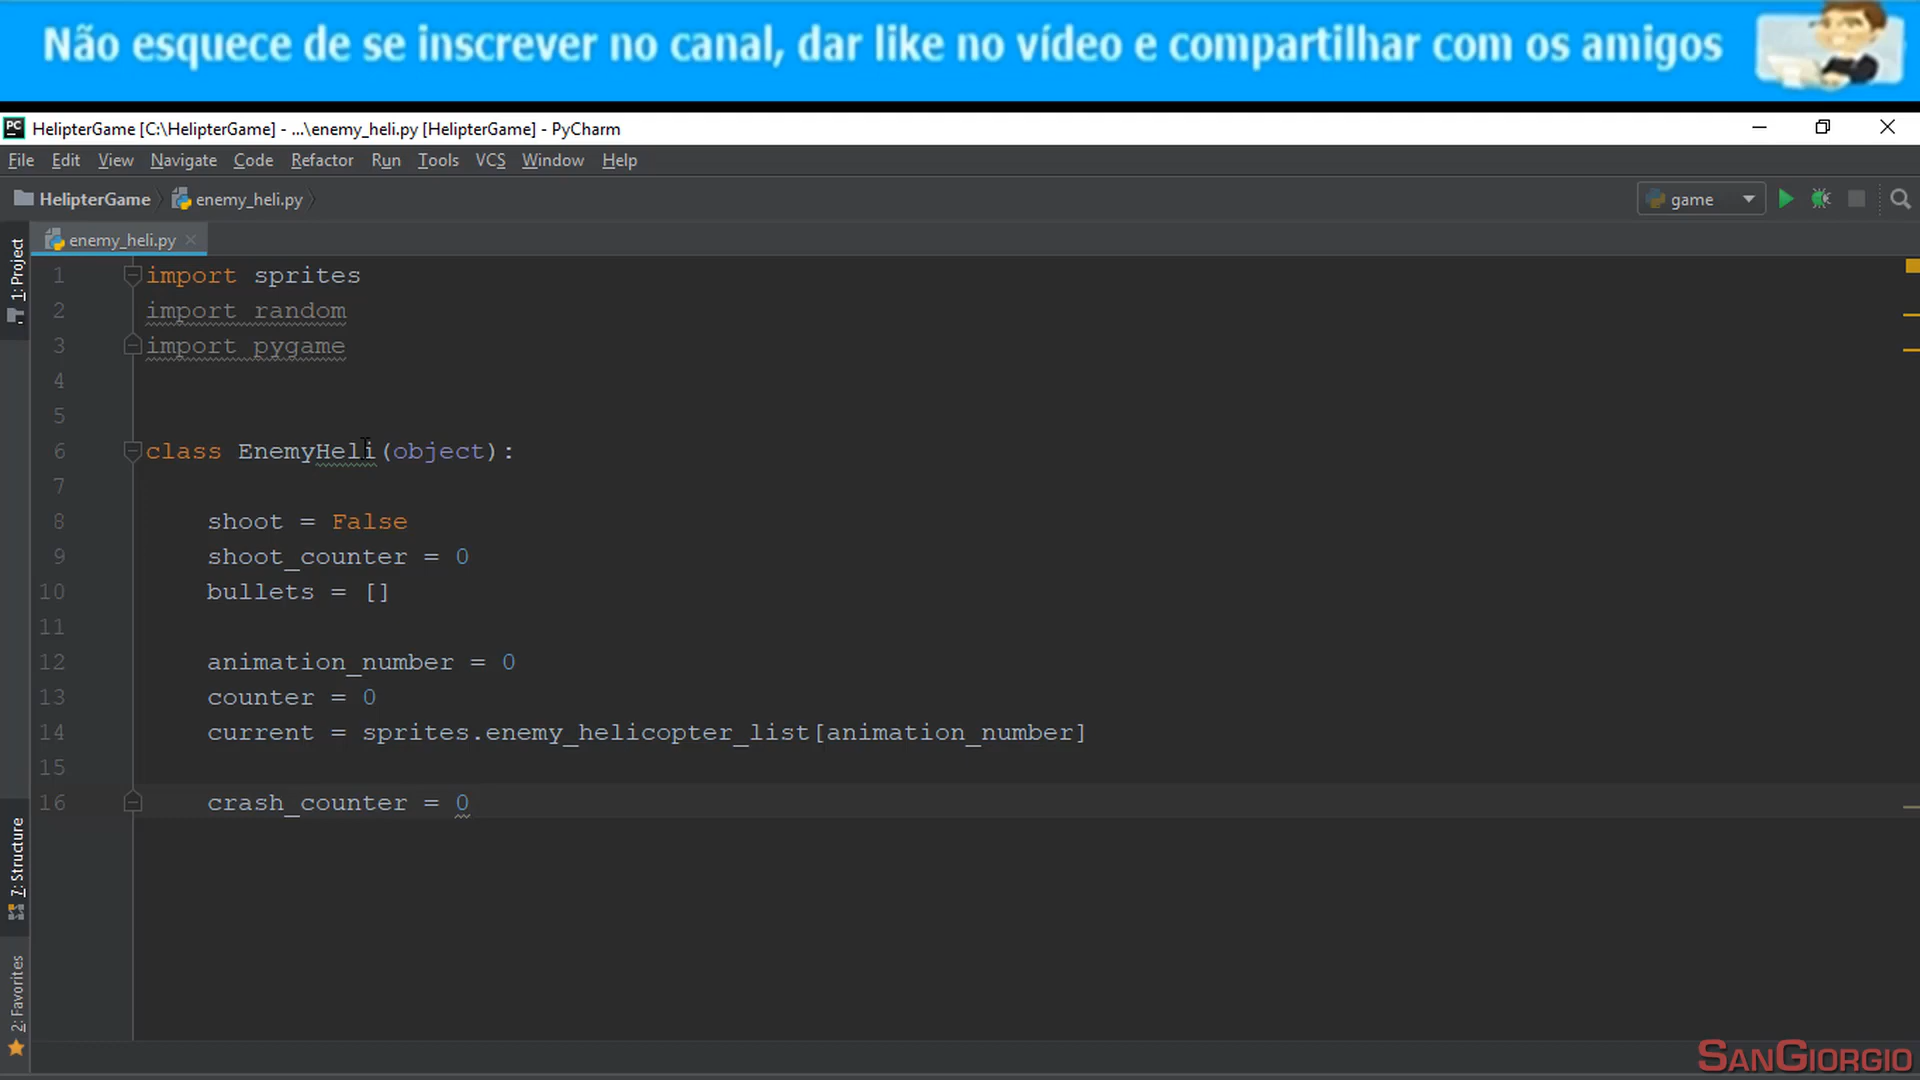 Não esquece de se inscrever no canal, dar like no vídeo e compartilhar com os amigos
PC HelipterGame [C:\HelipterGame] - ...\enemy_heli.py [HelipterGame] - PyCharm
File Edit View Navigate Code Refactor Run Tools VCS Window Help
HelipterGame enemy_heli.py game
enemy_heli.py
1: Project
1 import sprites
2 import random
3 import pygame
4
5
6 class EnemyHeli(object):
7
8 shoot = False
9 shoot_counter = 0
10 bullets = []
11
12 animation_number = 0
13 counter = 0
14 current = sprites.enemy_helicopter_list[animation_number]
15
16 crash_counter = 0
7: Structure
2: Favorites
SANGIORGIO